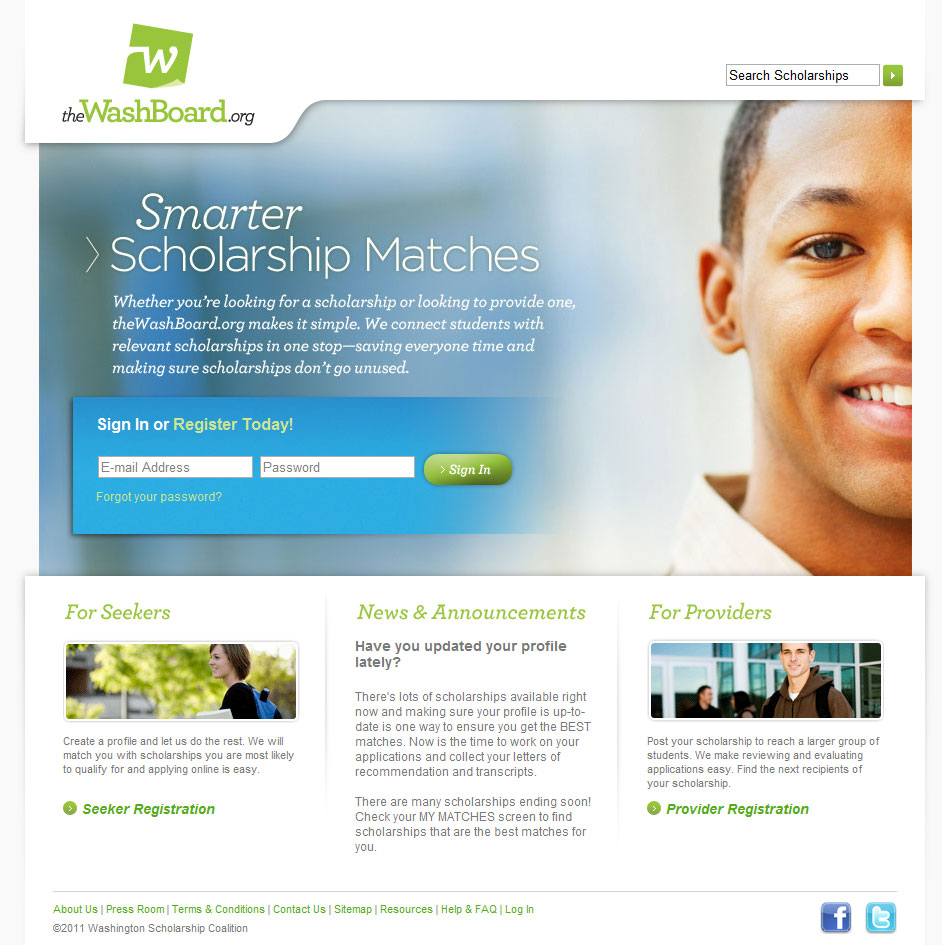 W
theWashBoard.org
Search Scholarships
Smarter
Scholarship Matches
Whether you're looking for a scholarship or looking to provide one,
theWashBoard.org makes it simple. We connect students with
relevant scholarships in one stop—saving everyone time and
making sure scholarships don't go unused.
Sign In or Register Today!
E-mail Address Password Sign In
Forgot your password?
For Seekers
Create a profile and let us do the rest. We will
match you with scholarships you are most likely
to qualify for and applying online is easy.
Seeker Registration
News & Announcements
Have you updated your profile
lately?
There's lots of scholarships available right
now and making sure your profile is up-to-
date is one way to ensure you get the BEST
matches. Now is the time to work on your
applications and collect your letters of
recommendation and transcripts.
There are many scholarships ending soon!
Check your MY MATCHES screen to find
scholarships that are the best matches for
you.
For Providers
Post your scholarship to reach a larger group of
students. We make reviewing and evaluating
applications easy. Find the next recipients of
your scholarship.
Provider Registration
About Us | Press Room | Terms & Conditions | Contact Us | Sitemap | Resources | Help & FAQ | Log In
©2011 Washington Scholarship Coalition
f t